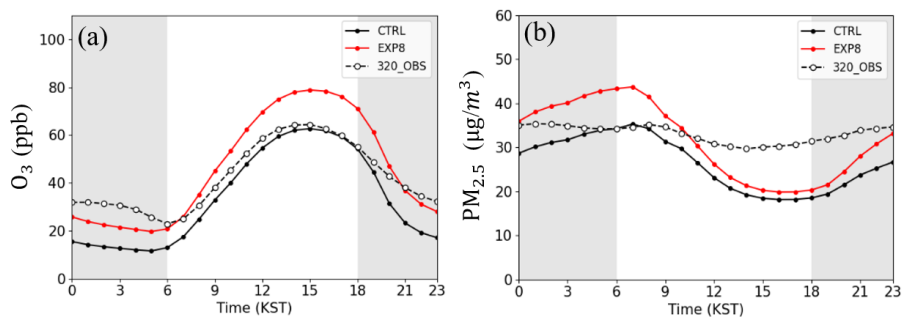 (a)
CTRL
EXP8
320_OBS
O3 (ppb)
100
80
60
40
20
0
0 3 6 9 12 15 18 21 23
Time (KST)
(b)
CTRL
EXP8
320_OBS
PM2.5 (μg/m³)
60
50
40
30
20
10
0
0 3 6 9 12 15 18 21 23
Time (KST)